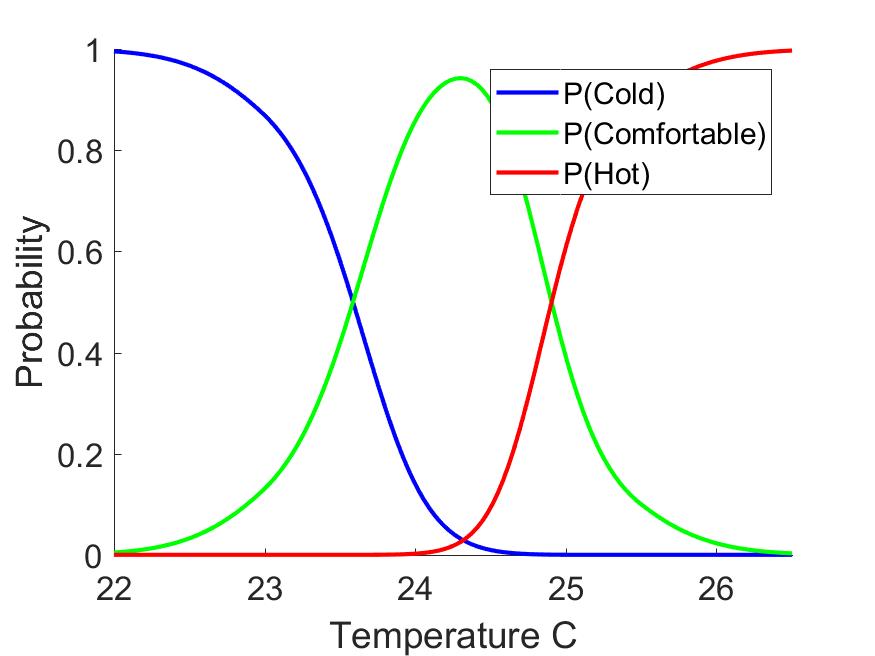 1
0.8
0.6
0.4
0.2
0
Probability
P(Cold)
P(Comfortable)
P(Hot)
22 23 24 25 26
Temperature C